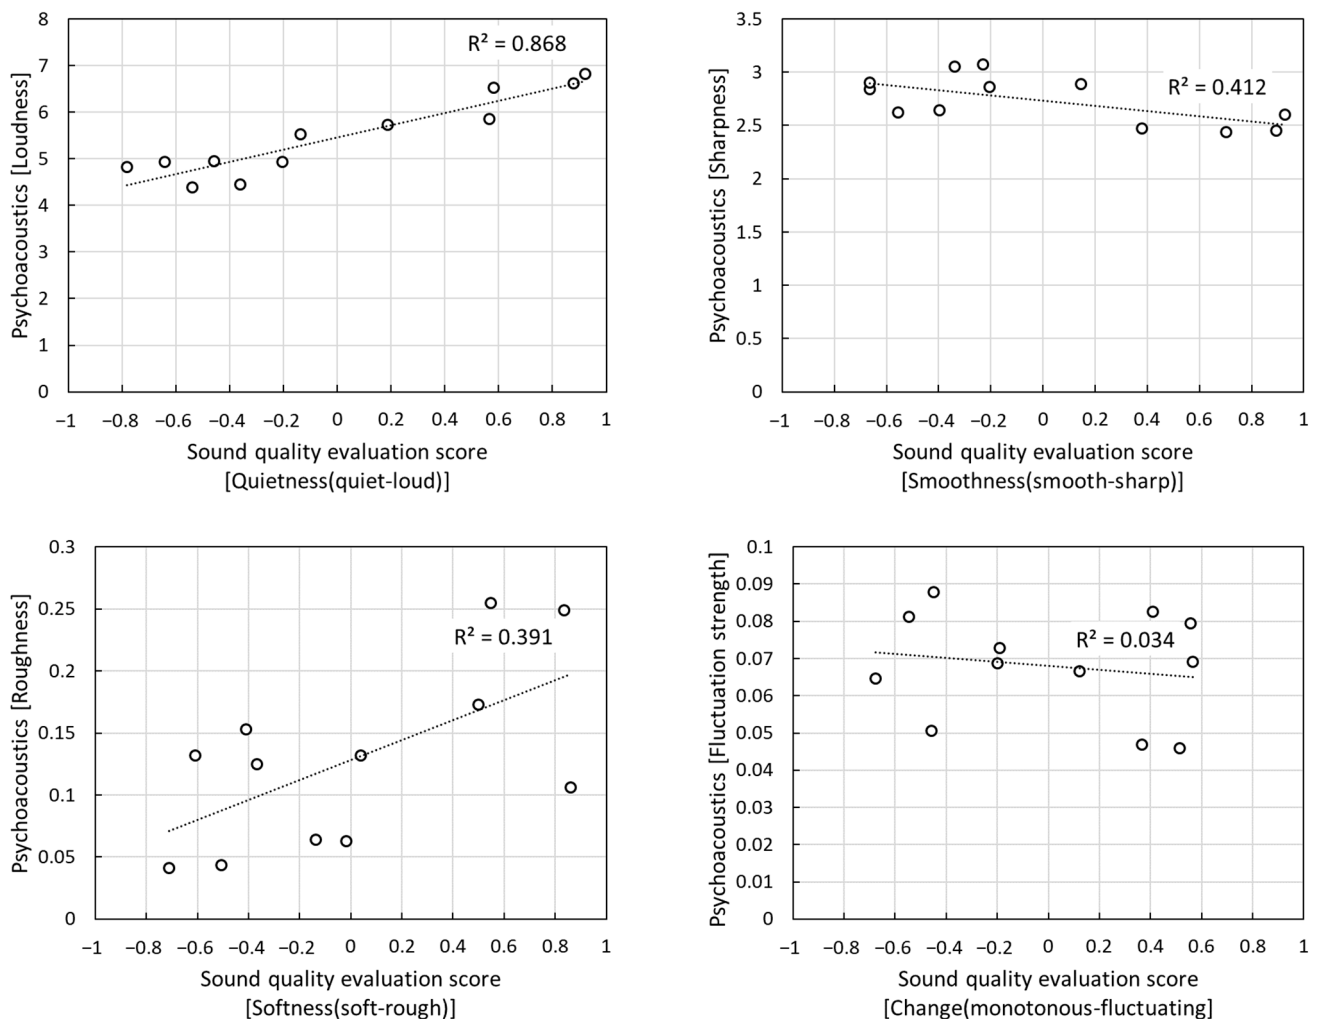 Psychoacoustics [Loudness]
8
7
6
5
4
3
2
1
0
R² = 0.868
−1 −0.8 −0.6 −0.4 −0.2 0 0.2 0.4 0.6 0.8 1
Sound quality evaluation score
[Quietness(quiet-loud)]
Psychoacoustics [Sharpness]
3.5
3
2.5
2
1.5
1
0.5
0
R² = 0.412
−1 −0.8 −0.6 −0.4 −0.2 0 0.2 0.4 0.6 0.8 1
Sound quality evaluation score
[Smoothness(smooth-sharp)]
Psychoacoustics [Roughness]
0.3
0.25
0.2
0.15
0.1
0.05
0
R² = 0.391
−1 −0.8 −0.6 −0.4 −0.2 0 0.2 0.4 0.6 0.8 1
Sound quality evaluation score
[Softness(soft-rough)]
Psychoacoustics [Fluctuation strength]
0.1
0.09
0.08
0.07
0.06
0.05
0.04
0.03
0.02
0.01
0
R² = 0.034
−1 −0.8 −0.6 −0.4 −0.2 0 0.2 0.4 0.6 0.8 1
Sound quality evaluation score
[Change(monotonous-fluctuating]